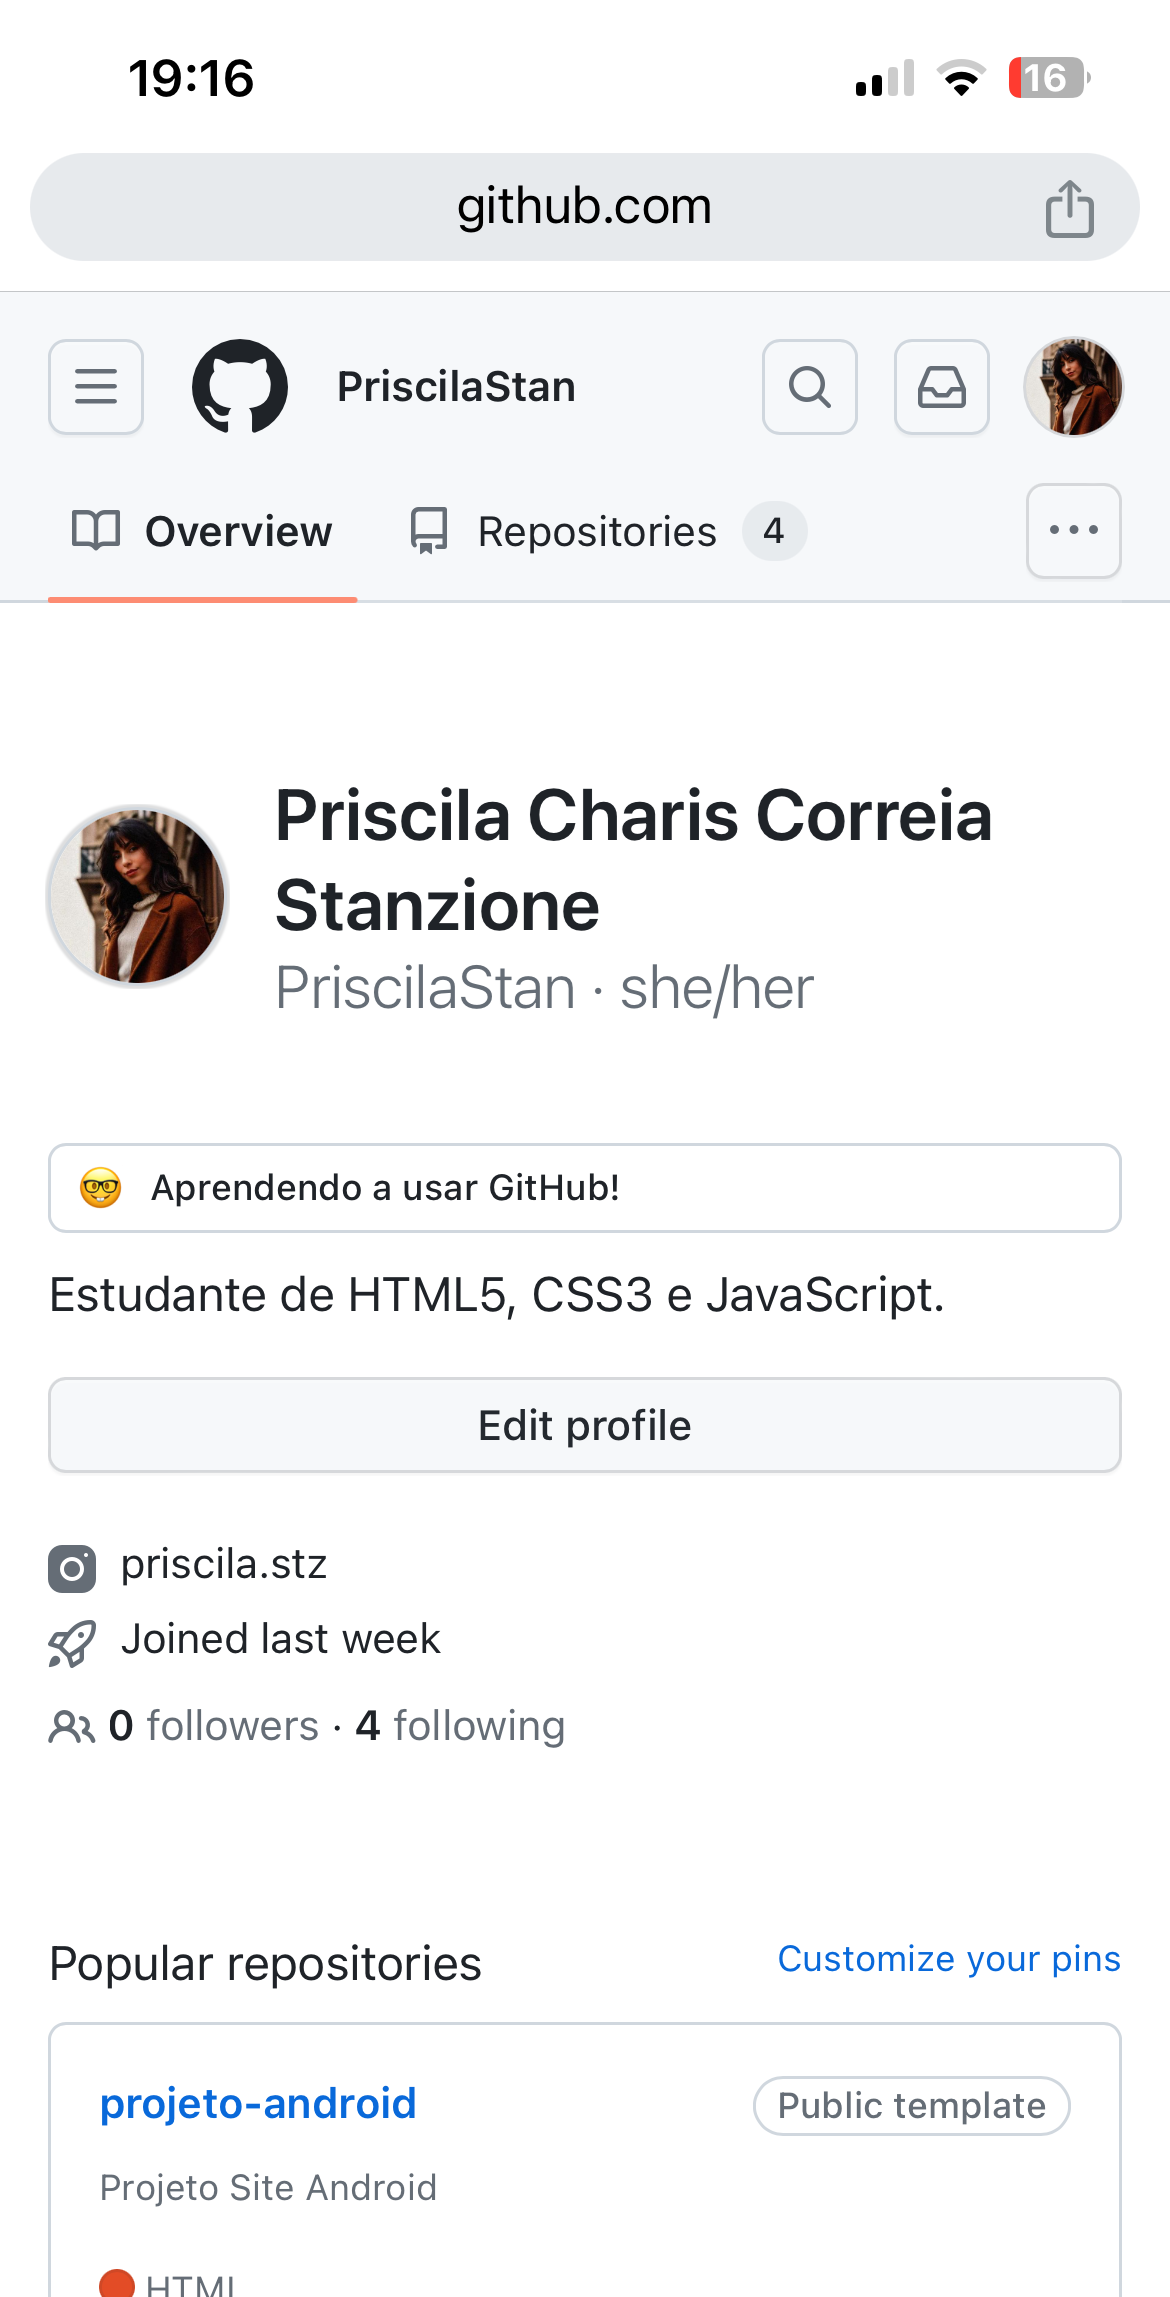 19:16
16
github.com
PriscilaStan
Overview
Repositories 4
Priscila Charis Correia
Stanzione
PriscilaStan · she/her
Aprendendo a usar GitHub!
Estudante de HTML5, CSS3 e JavaScript.
Edit profile
priscila.stz
Joined last week
0 followers · 4 following
Popular repositories
Customize your pins
projeto-android
Public template
Projeto Site Android
HTML